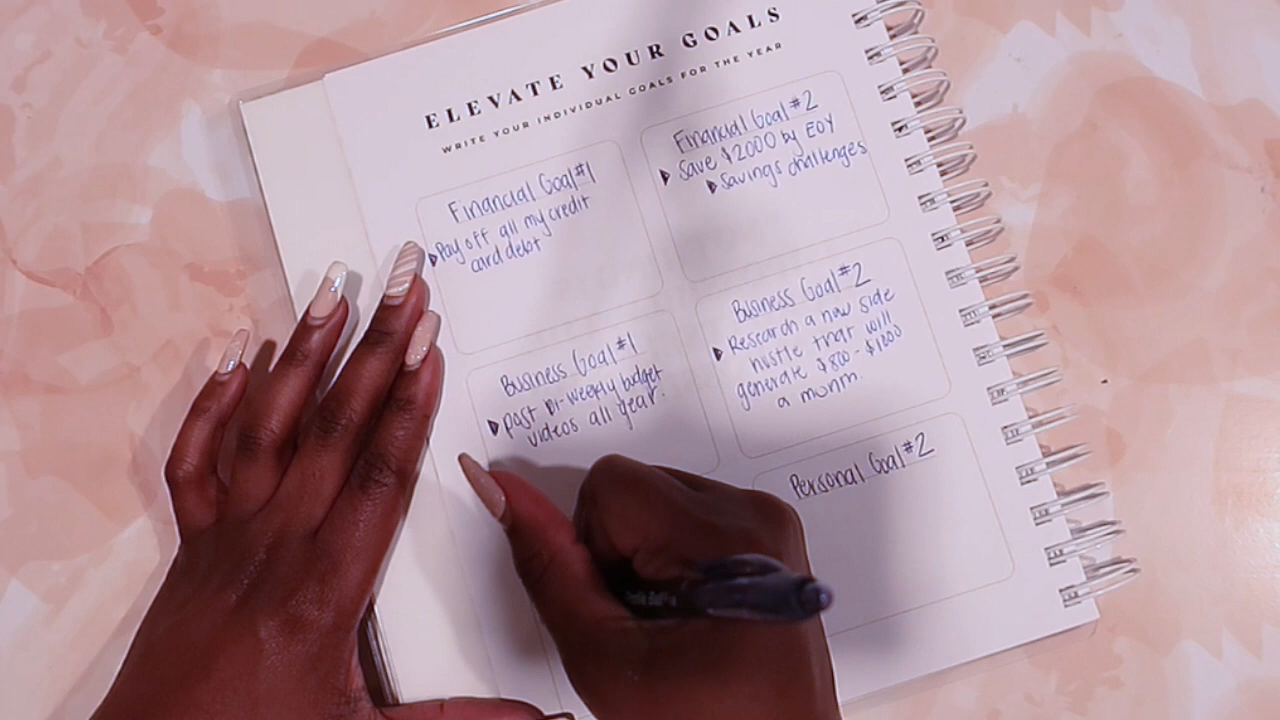 ELEVATE YOUR GOALS
WRITE YOUR INDIVIDUAL GOALS FOR THE YEAR
Financial Goal #1
Pay off all my credit
card debt
Financial Goal #2
Save $2000 by EOY
Savings challenges
Business Goal #1
post bi-weekly budget
videos all year.
Business Goal #2
Research a new side
hustle that will
generate $800-$1200
a month.
Personal Goal #2